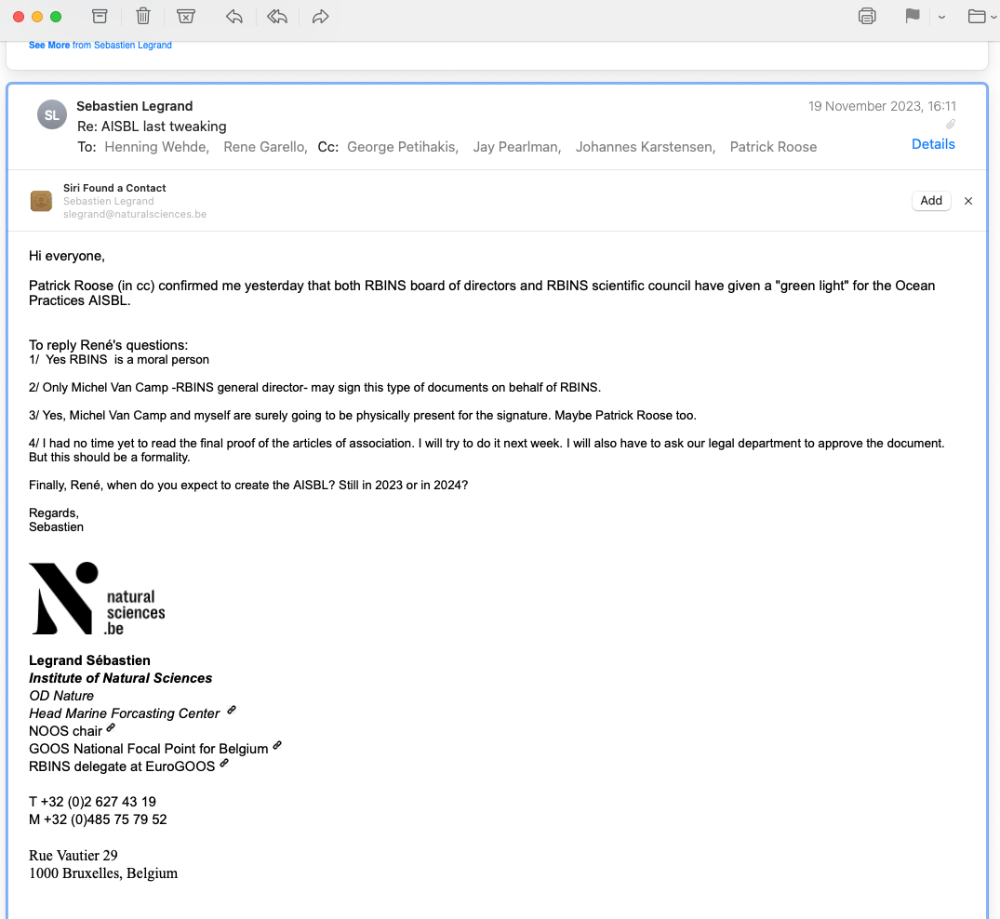 See More from Sebastien Legrand
SL
Sebastien Legrand
19 November 2023, 16:11
Re: AISBL last tweaking
To: Henning Wehde, Rene Garello, Cc: George Petihakis, Jay Pearlman, Johannes Karstensen, Patrick Roose
Details
Siri Found a Contact
Sebastien Legrand
slegrand@naturalsciences.be
Add
Hi everyone,
Patrick Roose (in cc) confirmed me yesterday that both RBINS board of directors and RBINS scientific council have given a "green light" for the Ocean
Practices AISBL.
To reply René's questions:
1/ Yes RBINS is a moral person
2/ Only Michel Van Camp -RBINS general director- may sign this type of documents on behalf of RBINS.
3/ Yes, Michel Van Camp and myself are surely going to be physically present for the signature. Maybe Patrick Roose too.
4/ I had no time yet to read the final proof of the articles of association. I will try to do it next week. I will also have to ask our legal department to approve the document.
But this should be a formality.
Finally, René, when do you expect to create the AISBL? Still in 2023 or in 2024?
Regards,
Sebastien
natural
sciences
.be
Legrand Sébastien
Institute of Natural Sciences
OD Nature
Head Marine Forcasting Center
NOOS chair
GOOS National Focal Point for Belgium
RBINS delegate at EuroGOOS
T +32 (0)2 627 43 19
M +32 (0)485 75 79 52
Rue Vautier 29
1000 Bruxelles, Belgium